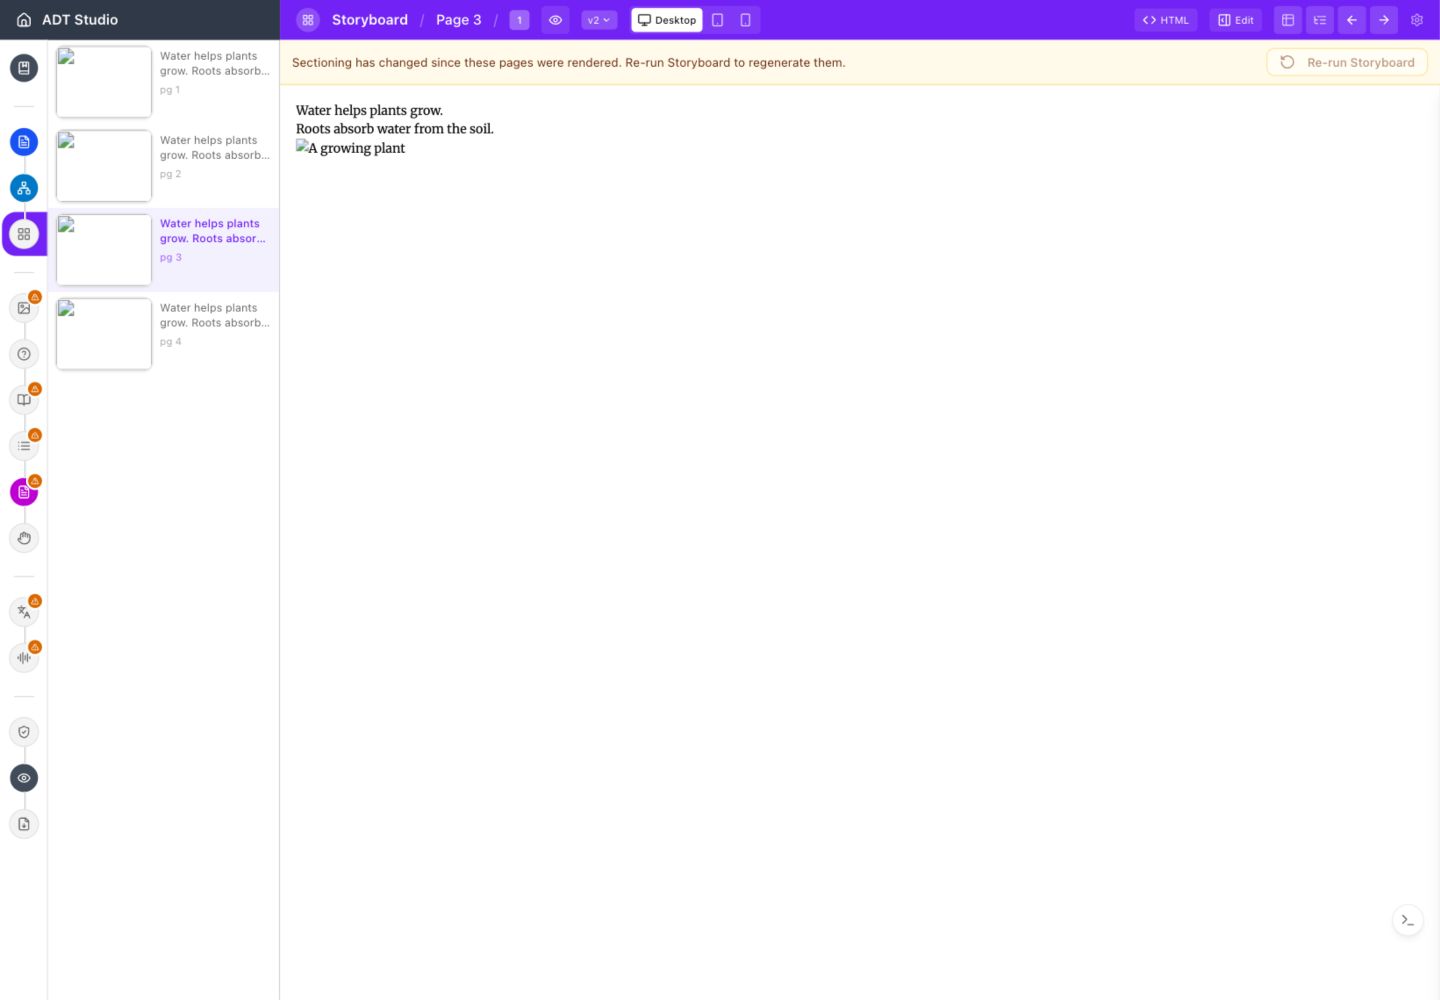 ADT Studio
Storyboard / Page 3 / 1
v2
Desktop
HTML
Edit
Sectioning has changed since these pages were rendered. Re-run Storyboard to regenerate them.
Re-run Storyboard
Water helps plants
grow. Roots absorb...
pg 1
Water helps plants
grow. Roots absorb...
pg 2
Water helps plants
grow. Roots absor...
pg 3
Water helps plants
grow. Roots absorb...
pg 4
Water helps plants grow.
Roots absorb water from the soil.
A growing plant